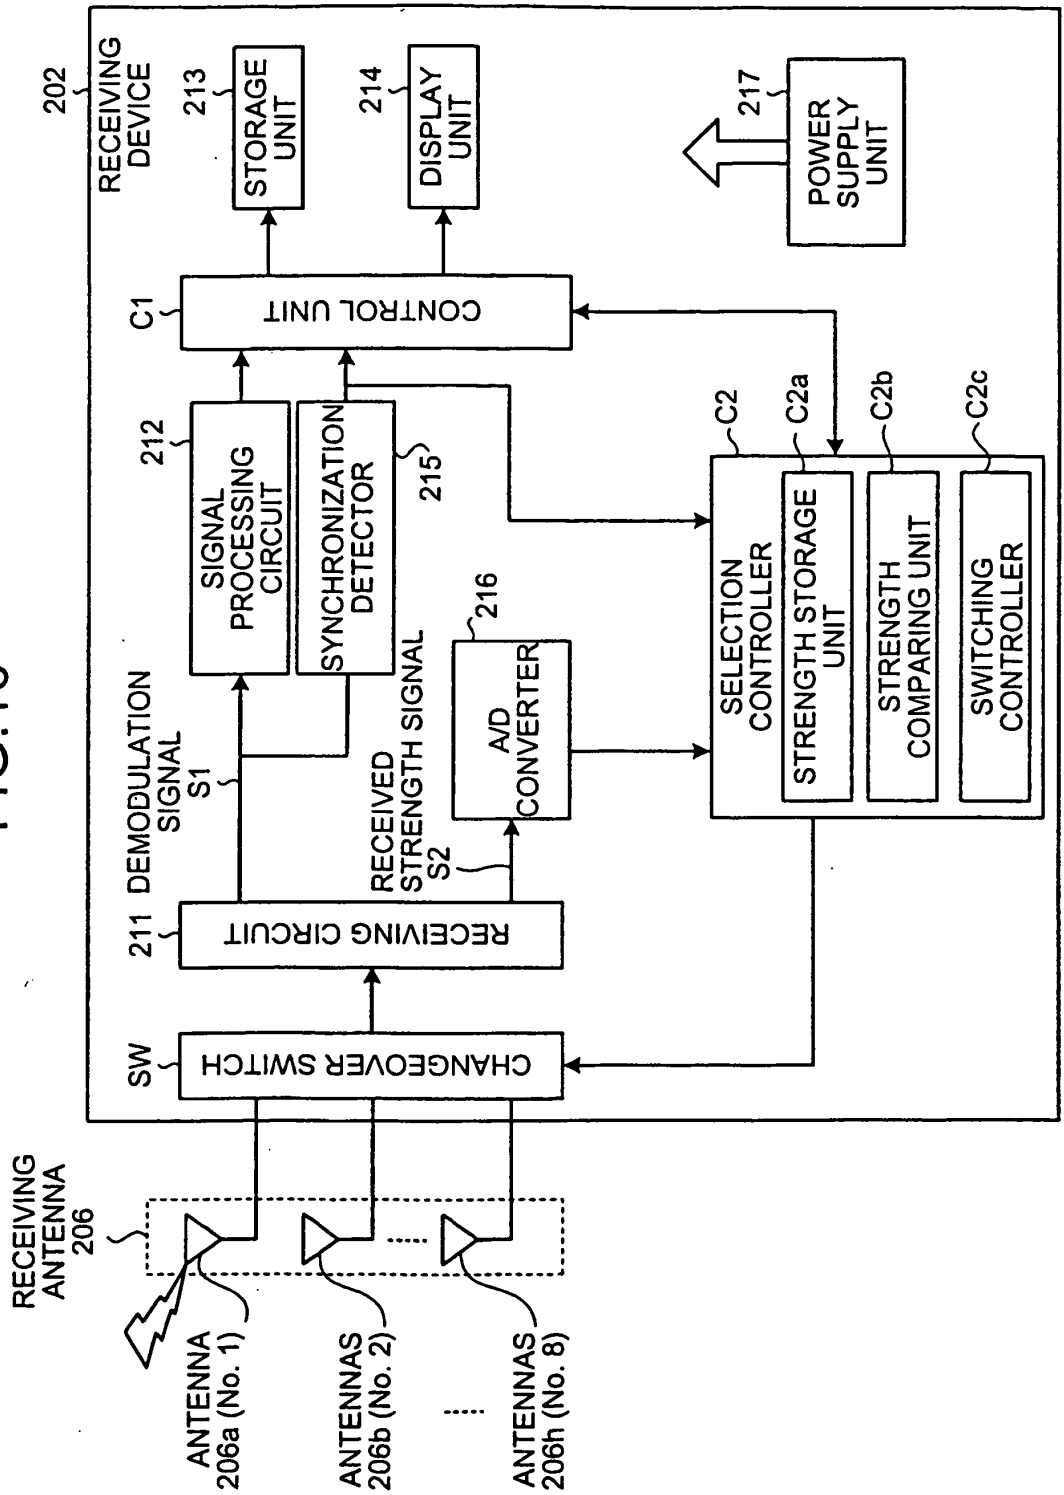 202
RECEIVING
DEVICE
213
STORAGE
UNIT
214
DISPLAY
UNIT
217
POWER
SUPPLY
UNIT
C1
CONTROL UNIT
212
SIGNAL
PROCESSING
CIRCUIT
SYNCHRONIZATION
DETECTOR
215
C2
SELECTION
CONTROLLER
C2a
STRENGTH STORAGE
UNIT
C2b
STRENGTH
COMPARING UNIT
C2c
SWITCHING
CONTROLLER
216
A/D
CONVERTER
DEMODULATION
SIGNAL
S1
RECEIVED
STRENGTH SIGNAL
S2
211
RECEIVING CIRCUIT
SW
CHANGEOVER SWITCH
RECEIVING
ANTENNA
206
ANTENNA
206a (No. 1)
ANTENNAS
206b (No. 2)
ANTENNAS
206h (No. 8)